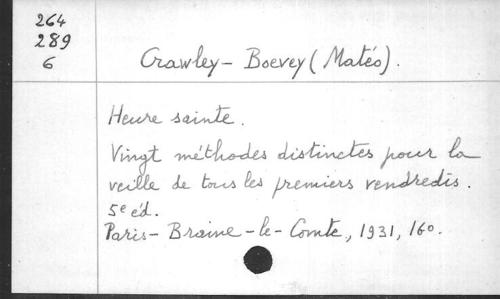 264
289
6
Crawley - Boevey (Matéo).
Heure sainte.
Vingt méthodes distinctes pour la
veille de tous les premiers vendredis.
5e éd.
Paris - Braine - le - Comte, 1931, 160.